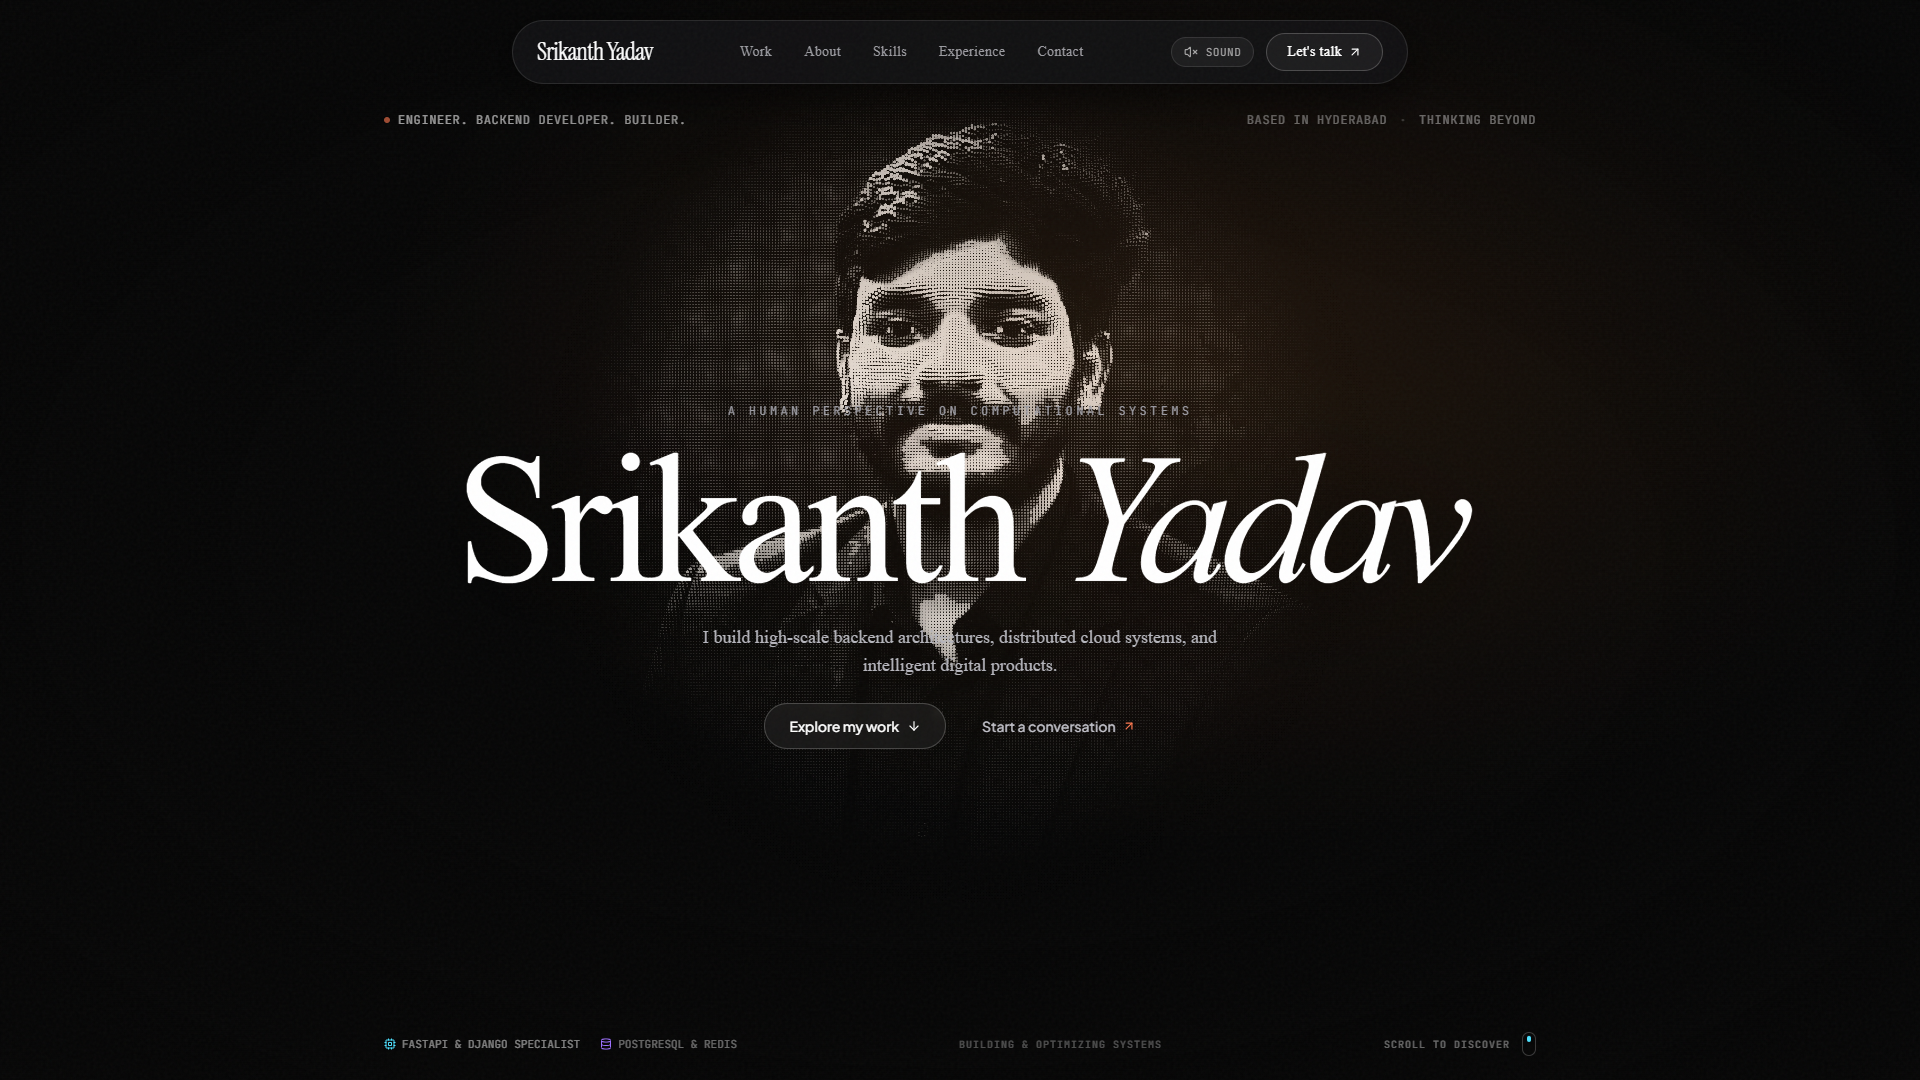 Srikanth Yadav
Work
About
Skills
Experience
Contact
SOUND
Let's talk
ENGINEER. BACKEND DEVELOPER. BUILDER.
BASED IN HYDERABAD · THINKING BEYOND
A HUMAN PERSPECTIVE ON COMPUTATIONAL SYSTEMS
Srikanth Yadav
I build high-scale backend architectures, distributed cloud systems, and
intelligent digital products.
Explore my work
Start a conversation
FASTAPI & DJANGO SPECIALIST
POSTGRESQL & REDIS
BUILDING & OPTIMIZING SYSTEMS
SCROLL TO DISCOVER